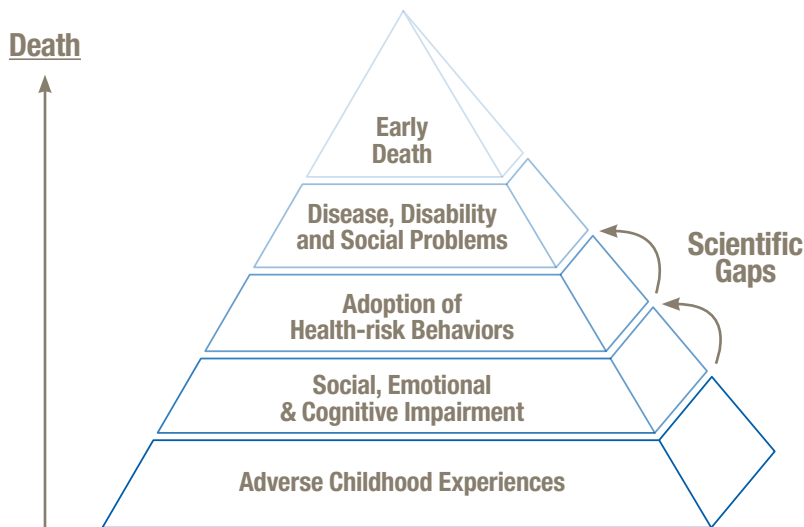 Death
Early
Death
Disease, Disability
and Social Problems
Scientific
Gaps
Adoption of
Health-risk Behaviors
Social, Emotional
& Cognitive Impairment
Adverse Childhood Experiences